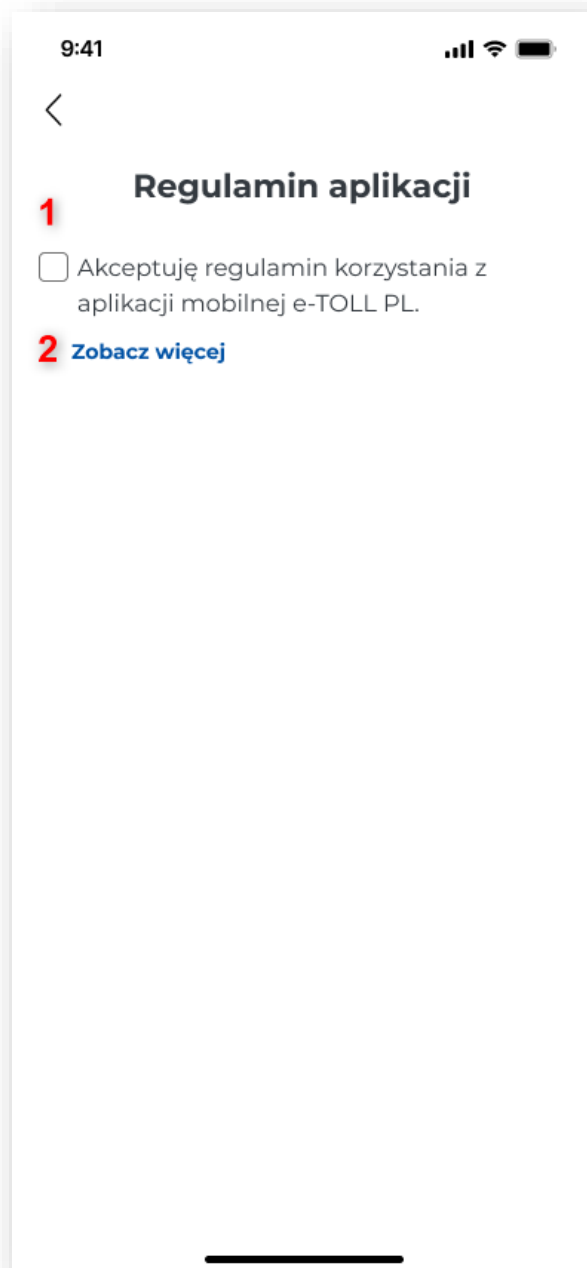 9:41
Regulamin aplikacji
1
Akceptuję regulamin korzystania z
aplikacji mobilnej e-TOLL PL.
2 Zobacz więcej